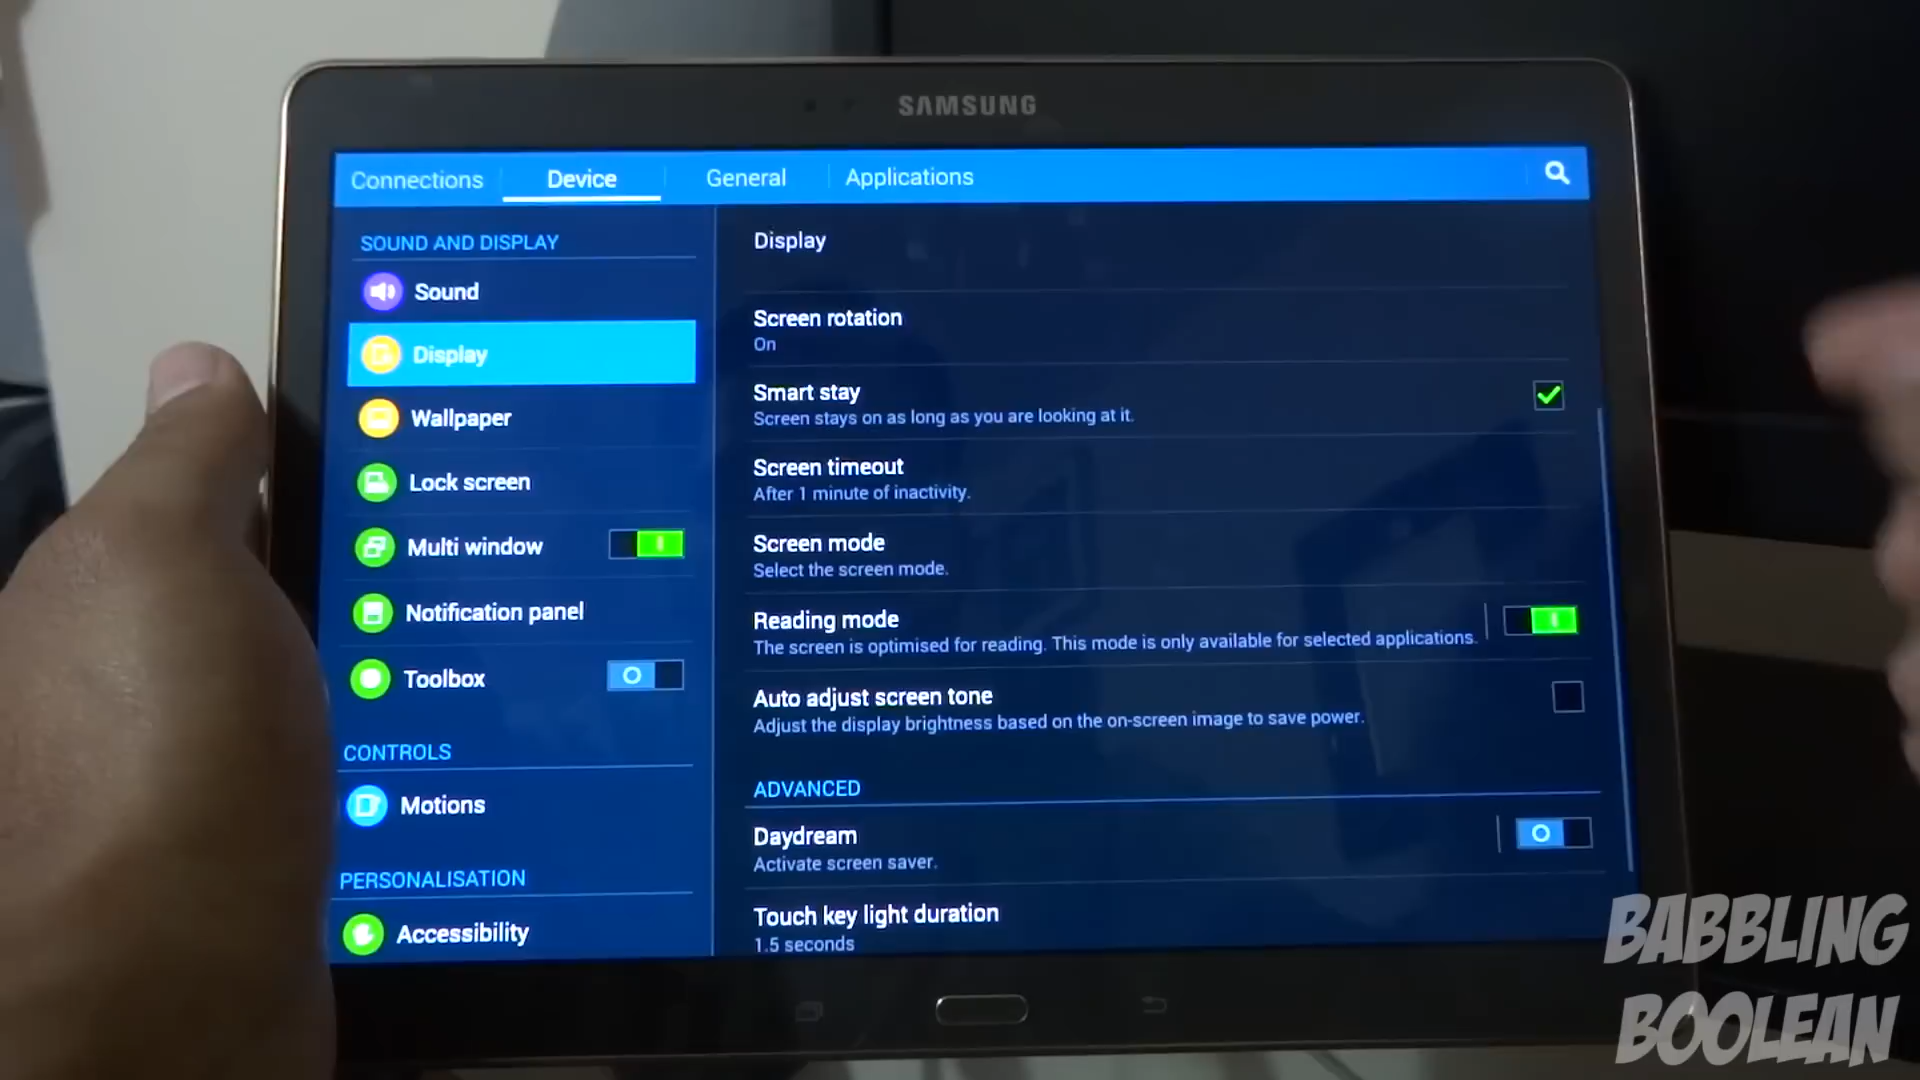 SAMSUNG
Connections
Device
General
Applications
SOUND AND DISPLAY
Sound
Display
Wallpaper
Lock screen
Multi window
Notification panel
Toolbox
CONTROLS
Motions
PERSONALISATION
Accessibility
Display
Screen rotation
On
Smart stay
Screen stays on as long as you are looking at it.
Screen timeout
After 1 minute of inactivity.
Screen mode
Select the screen mode.
Reading mode
The screen is optimised for reading. This mode is only available for selected applications.
Auto adjust screen tone
Adjust the display brightness based on the on-screen image to save power.
ADVANCED
Daydream
Activate screen saver.
Touch key light duration
1.5 seconds
BABBLING
BOOLEAN